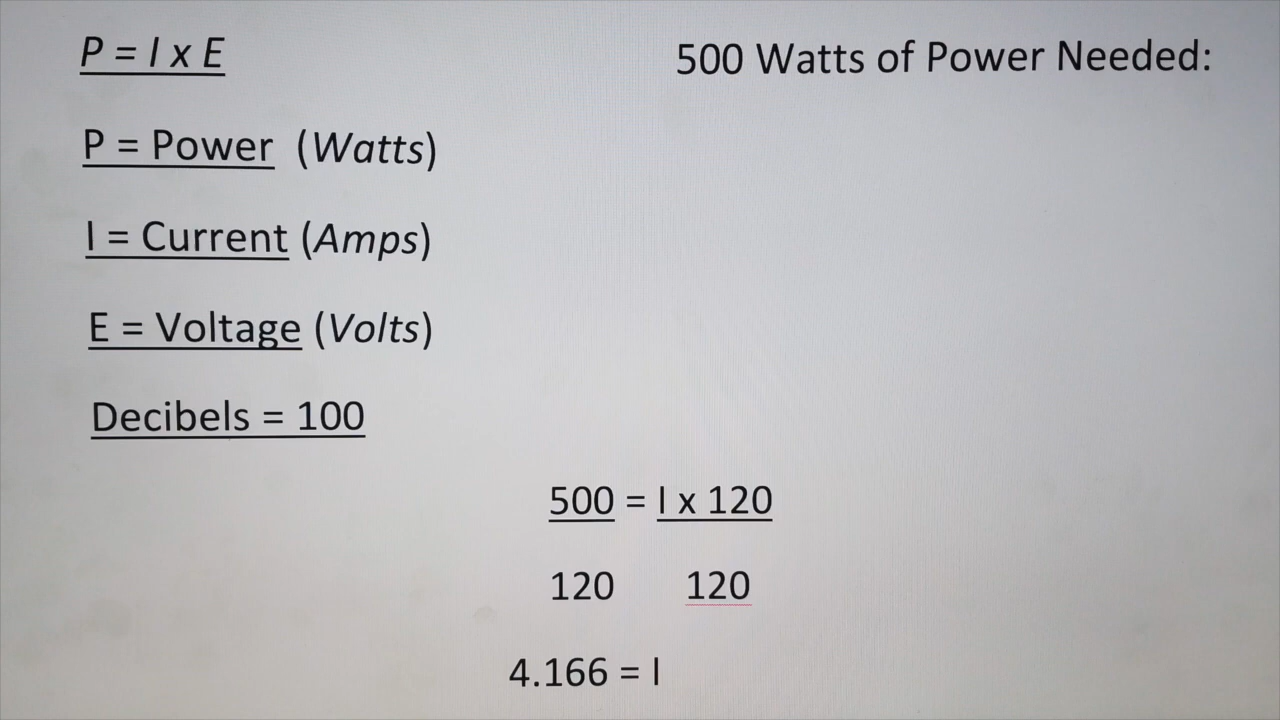 P = I x E
500 Watts of Power Needed:
P = Power (Watts)
I = Current (Amps)
E = Voltage (Volts)
Decibels = 100
500 = I x 120
120 120
4.166 = I